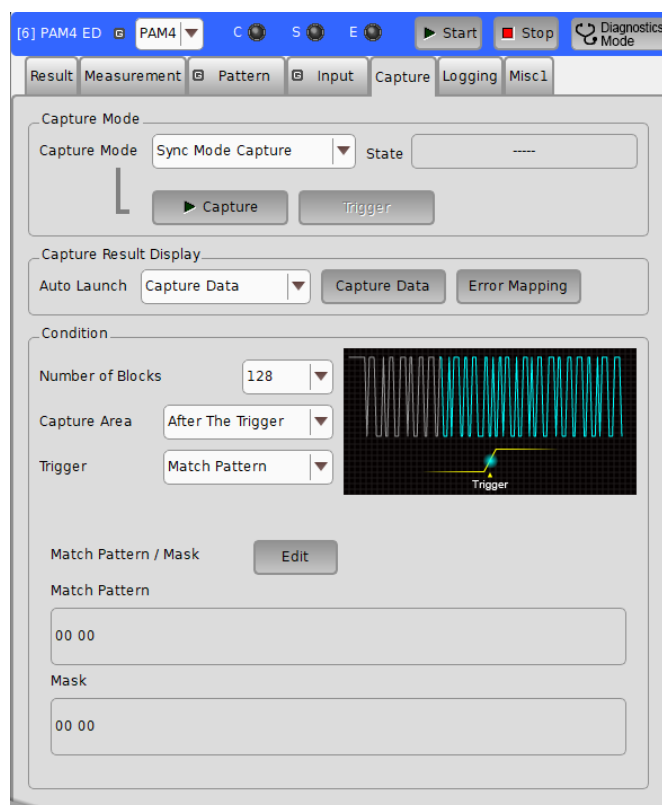 [6] PAM4 ED G PAM4 C S E Start Stop Diagnostics Mode
Result Measurement G Pattern G Input Capture Logging Misc1
Capture Mode
Capture Mode Sync Mode Capture State -----
Capture Trigger
Capture Result Display
Auto Launch Capture Data Capture Data Error Mapping
Condition
Number of Blocks 128
Capture Area After The Trigger
Trigger Match Pattern
Trigger
Match Pattern / Mask Edit
Match Pattern
00 00
Mask
00 00